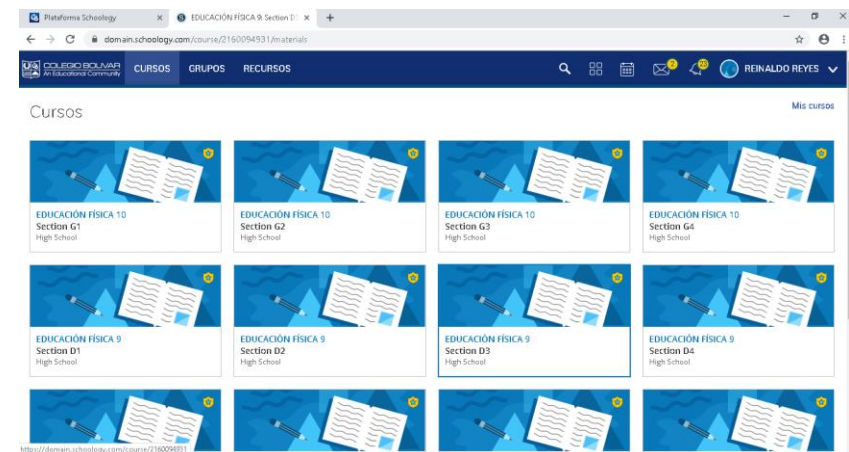 Plataforma Schoology
EDUCACIÓN FÍSICA 9: Section D
domain.schoology.com/course/2160094931/materials
COLEGIO BOLIVAR
An Educational Community
CURSOS GRUPOS RECURSOS
2 23 REINALDO REYES
Cursos
Mis cursos
EDUCACIÓN FÍSICA 10 EDUCACIÓN FÍSICA 10 EDUCACIÓN FÍSICA 10 EDUCACIÓN FÍSICA 10
Section G1 Section G2 Section G3 Section G4
High School High School High School High School
EDUCACIÓN FÍSICA 9 EDUCACIÓN FÍSICA 9 EDUCACIÓN FÍSICA 9 EDUCACIÓN FÍSICA 9
Section D1 Section D2 Section D3 Section D4
High School High School High School High School
https://domain.schoology.com/course/2160094931